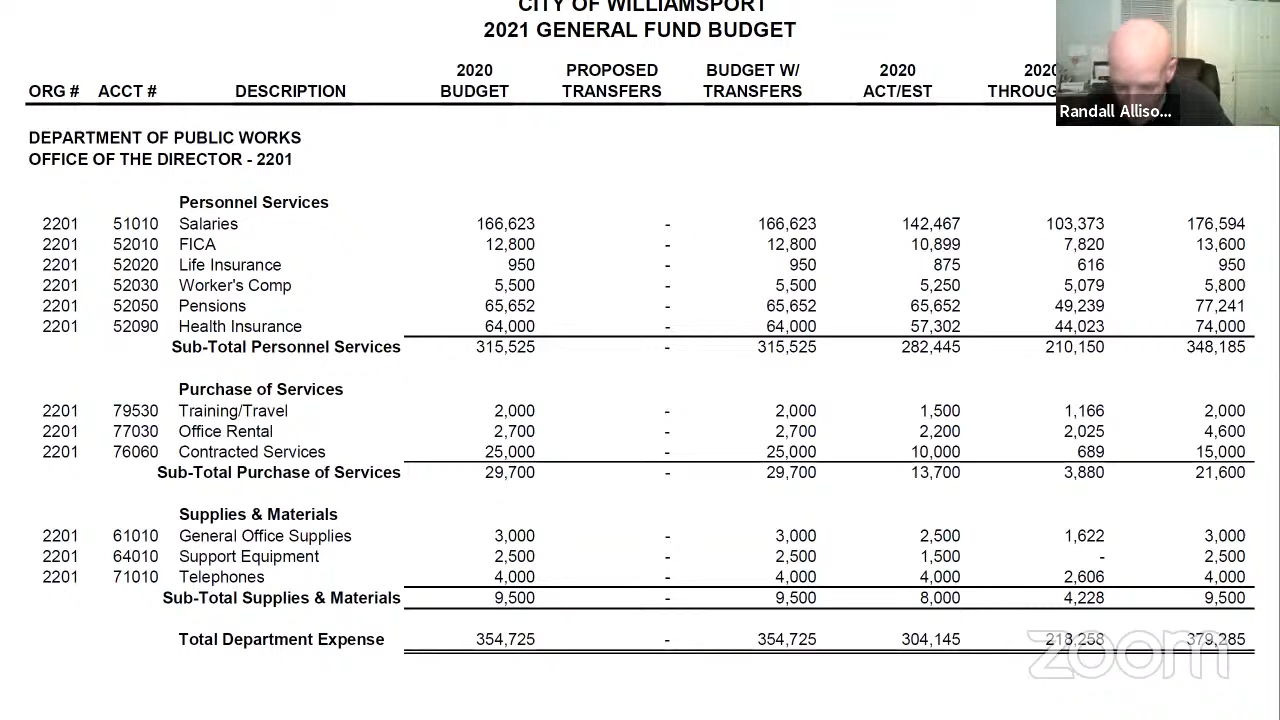 CITY OF WILLIAMSPORT
2021 GENERAL FUND BUDGET
2020 PROPOSED BUDGET W/ 2020 2020
ORG # ACCT # DESCRIPTION BUDGET TRANSFERS TRANSFERS ACT/EST
Randall Alliso...
DEPARTMENT OF PUBLIC WORKS
OFFICE OF THE DIRECTOR - 2201
Personnel Services
2201 51010 Salaries 166,623 - 166,623 142,467 103,373 176,594
2201 52010 FICA 12,800 - 12,800 10,899 7,820 13,600
2201 52020 Life Insurance 950 - 950 875 616 950
2201 52030 Worker's Comp 5,500 - 5,500 5,250 5,079 5,800
2201 52050 Pensions 65,652 - 65,652 65,652 49,239 77,241
2201 52090 Health Insurance 64,000 - 64,000 57,302 44,023 74,000
Sub-Total Personnel Services 315,525 - 315,525 282,445 210,150 348,185
Purchase of Services
2201 79530 Training/Travel 2,000 - 2,000 1,500 1,166 2,000
2201 77030 Office Rental 2,700 - 2,700 2,200 2,025 4,600
2201 76060 Contracted Services 25,000 - 25,000 10,000 689 15,000
Sub-Total Purchase of Services 29,700 - 29,700 13,700 3,880 21,600
Supplies & Materials
2201 61010 General Office Supplies 3,000 - 3,000 2,500 1,622 3,000
2201 64010 Support Equipment 2,500 - 2,500 1,500 - 2,500
2201 71010 Telephones 4,000 - 4,000 4,000 2,606 4,000
Sub-Total Supplies & Materials 9,500 - 9,500 8,000 4,228 9,500
Total Department Expense 354,725 - 354,725 304,145 218,258 379,285
zoom